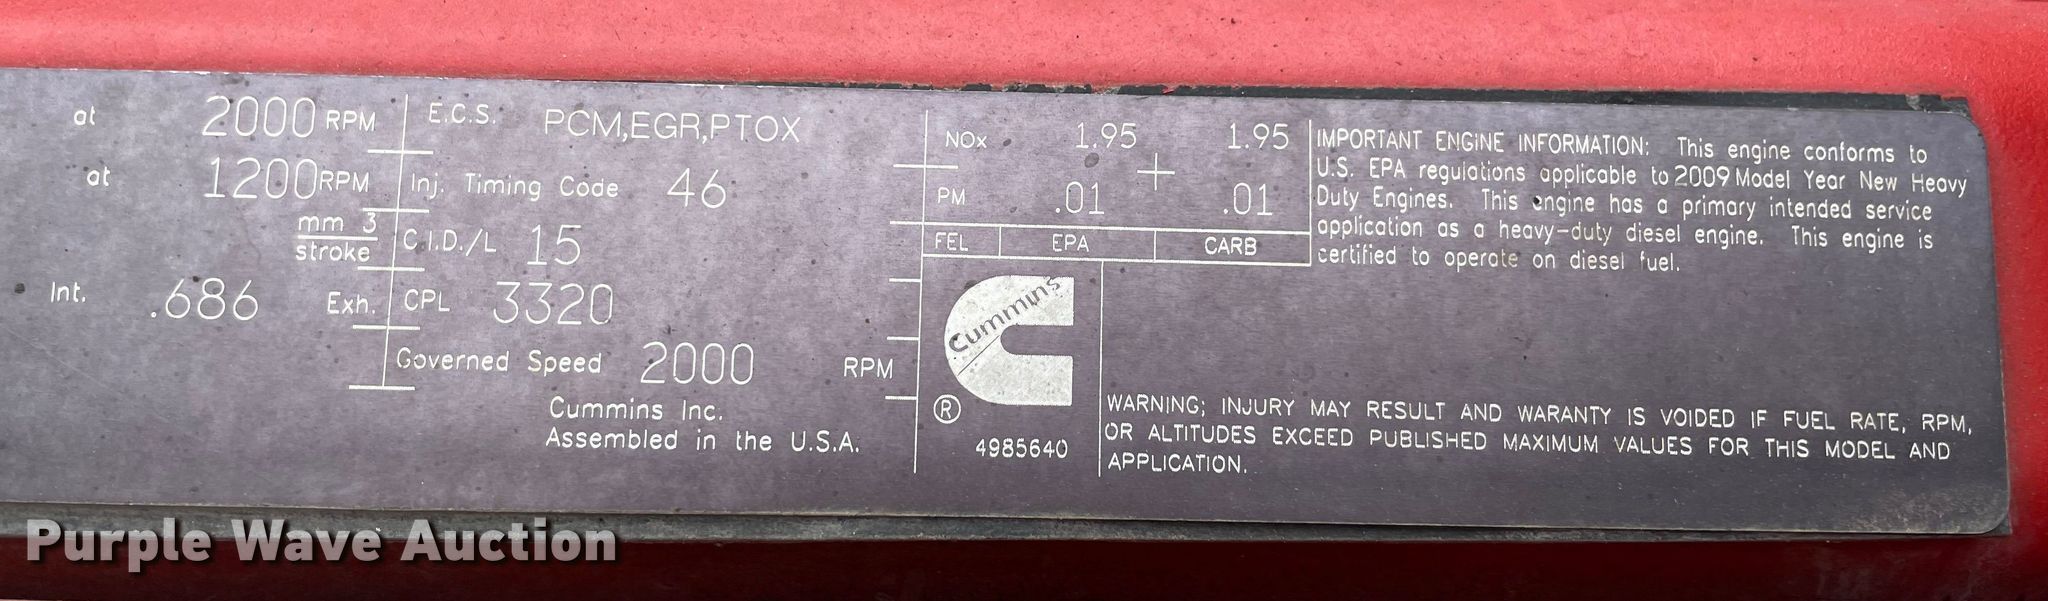 at 2000 RPM
at 1200 RPM
mm 3
stroke
Int. .686 Exh.
E.C.S. PCM,EGR,PTOX
Inj. Timing Code 46
C.I.D./L 15
CPL 3320
Governed Speed 2000 RPM
Cummins Inc.
Assembled in the U.S.A.
NOx 1.95 1.95
PM .01 .01
FEL EPA CARB
Cummins
®
4985640
IMPORTANT ENGINE INFORMATION: This engine conforms to
U.S. EPA regulations applicable to 2009 Model Year New Heavy
Duty Engines. This engine has a primary intended service
application as a heavy-duty diesel engine. This engine is
certified to operate on diesel fuel.
WARNING; INJURY MAY RESULT AND WARANTY IS VOIDED IF FUEL RATE, RPM,
OR ALTITUDES EXCEED PUBLISHED MAXIMUM VALUES FOR THIS MODEL AND
APPLICATION.
Purple Wave Auction